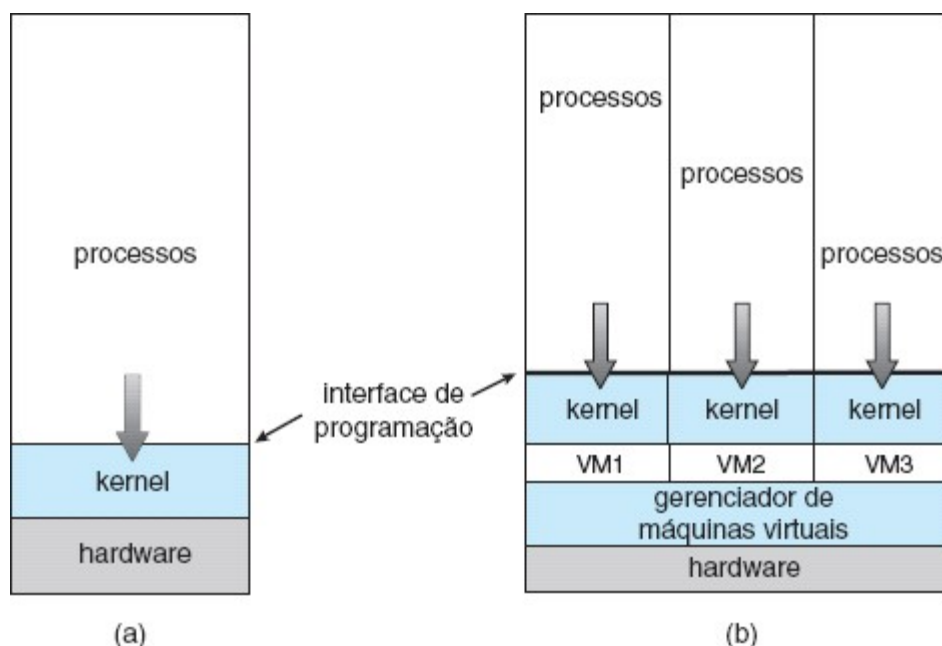 processos
kernel
hardware
(a)
interface de
programação
processos
processos
processos
kernel
kernel
kernel
VM1
VM2
VM3
gerenciador de
máquinas virtuais
hardware
(b)